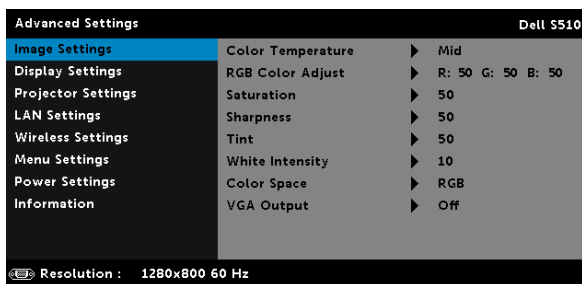 Advanced Settings Dell S510
Image Settings Color Temperature Mid
Display Settings RGB Color Adjust R: 50 G: 50 B: 50
Projector Settings Saturation 50
LAN Settings Sharpness 50
Wireless Settings Tint 50
Menu Settings White Intensity 10
Power Settings Color Space RGB
Information VGA Output Off
Resolution : 1280x800 60 Hz